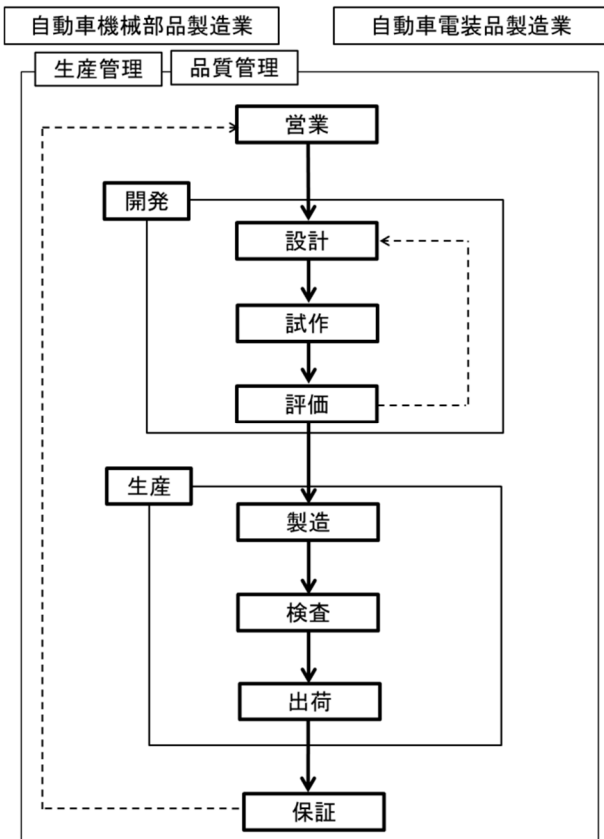 自動車機械部品製造業
自動車電装品製造業
生産管理
品質管理
営業
開発
設計
試作
評価
生産
製造
検査
出荷
保証